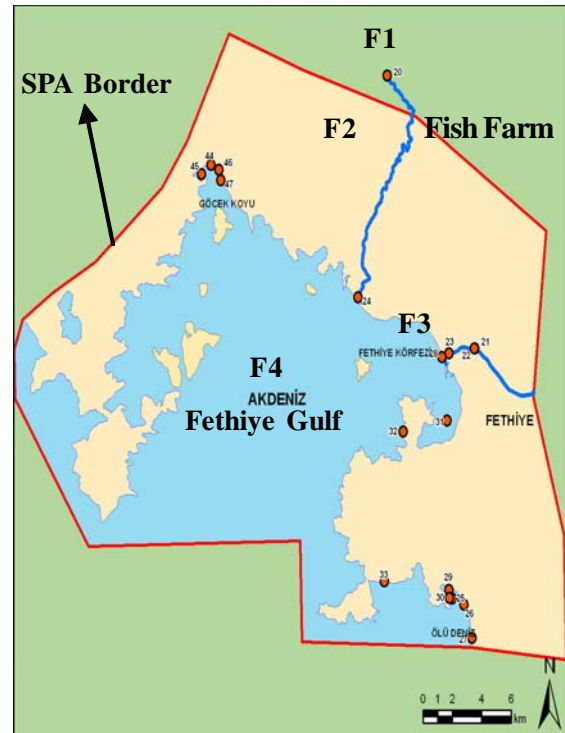 F1
20
SPA Border
F2
Fish Farm
44
46
45
47
GÖCEK KOYU
24
F3
23
21
FETHİYE KÖRFEZİ
28
22
F4
AKDENİZ
FETHİYE
Fethiye Gulf
31
32
33
29
30
25
26
ÖLÜ DENİZ
27
N
0 1 2 4 6
km